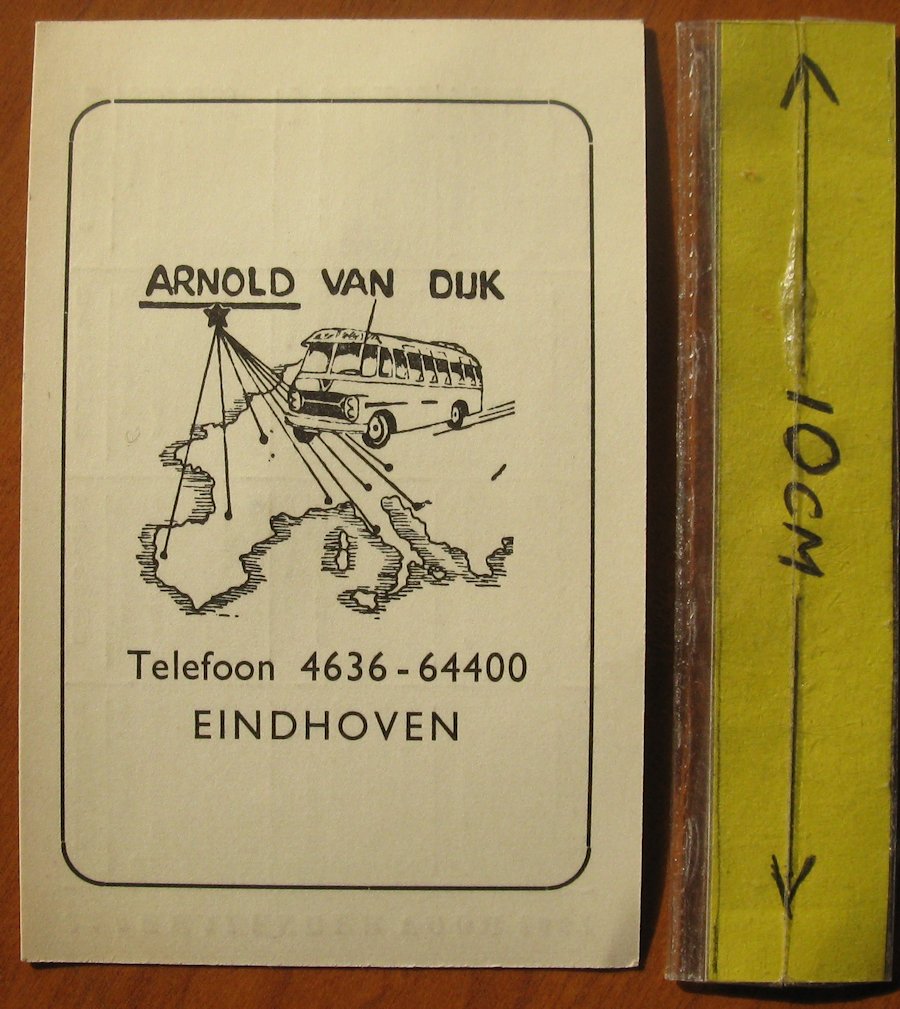 ARNOLD VAN DIJK
Telefoon 4636-64400
EINDHOVEN
10CM